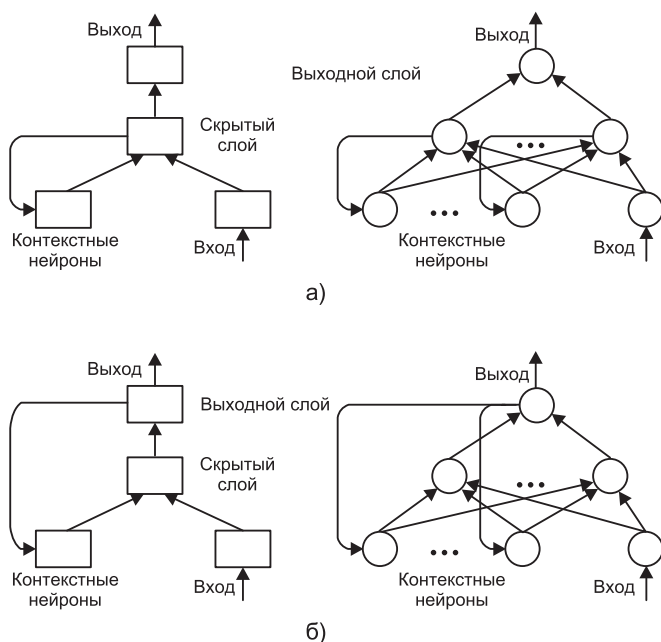 Выход
Выход
Выходной слой
Скрытый
слой
...
Контекстные
нейроны
Вход
...
Контекстные
нейроны
Вход
а)
Выход
Выход
Выходной слой
Скрытый
слой
...
Контекстные
нейроны
Вход
...
Контекстные
нейроны
Вход
б)